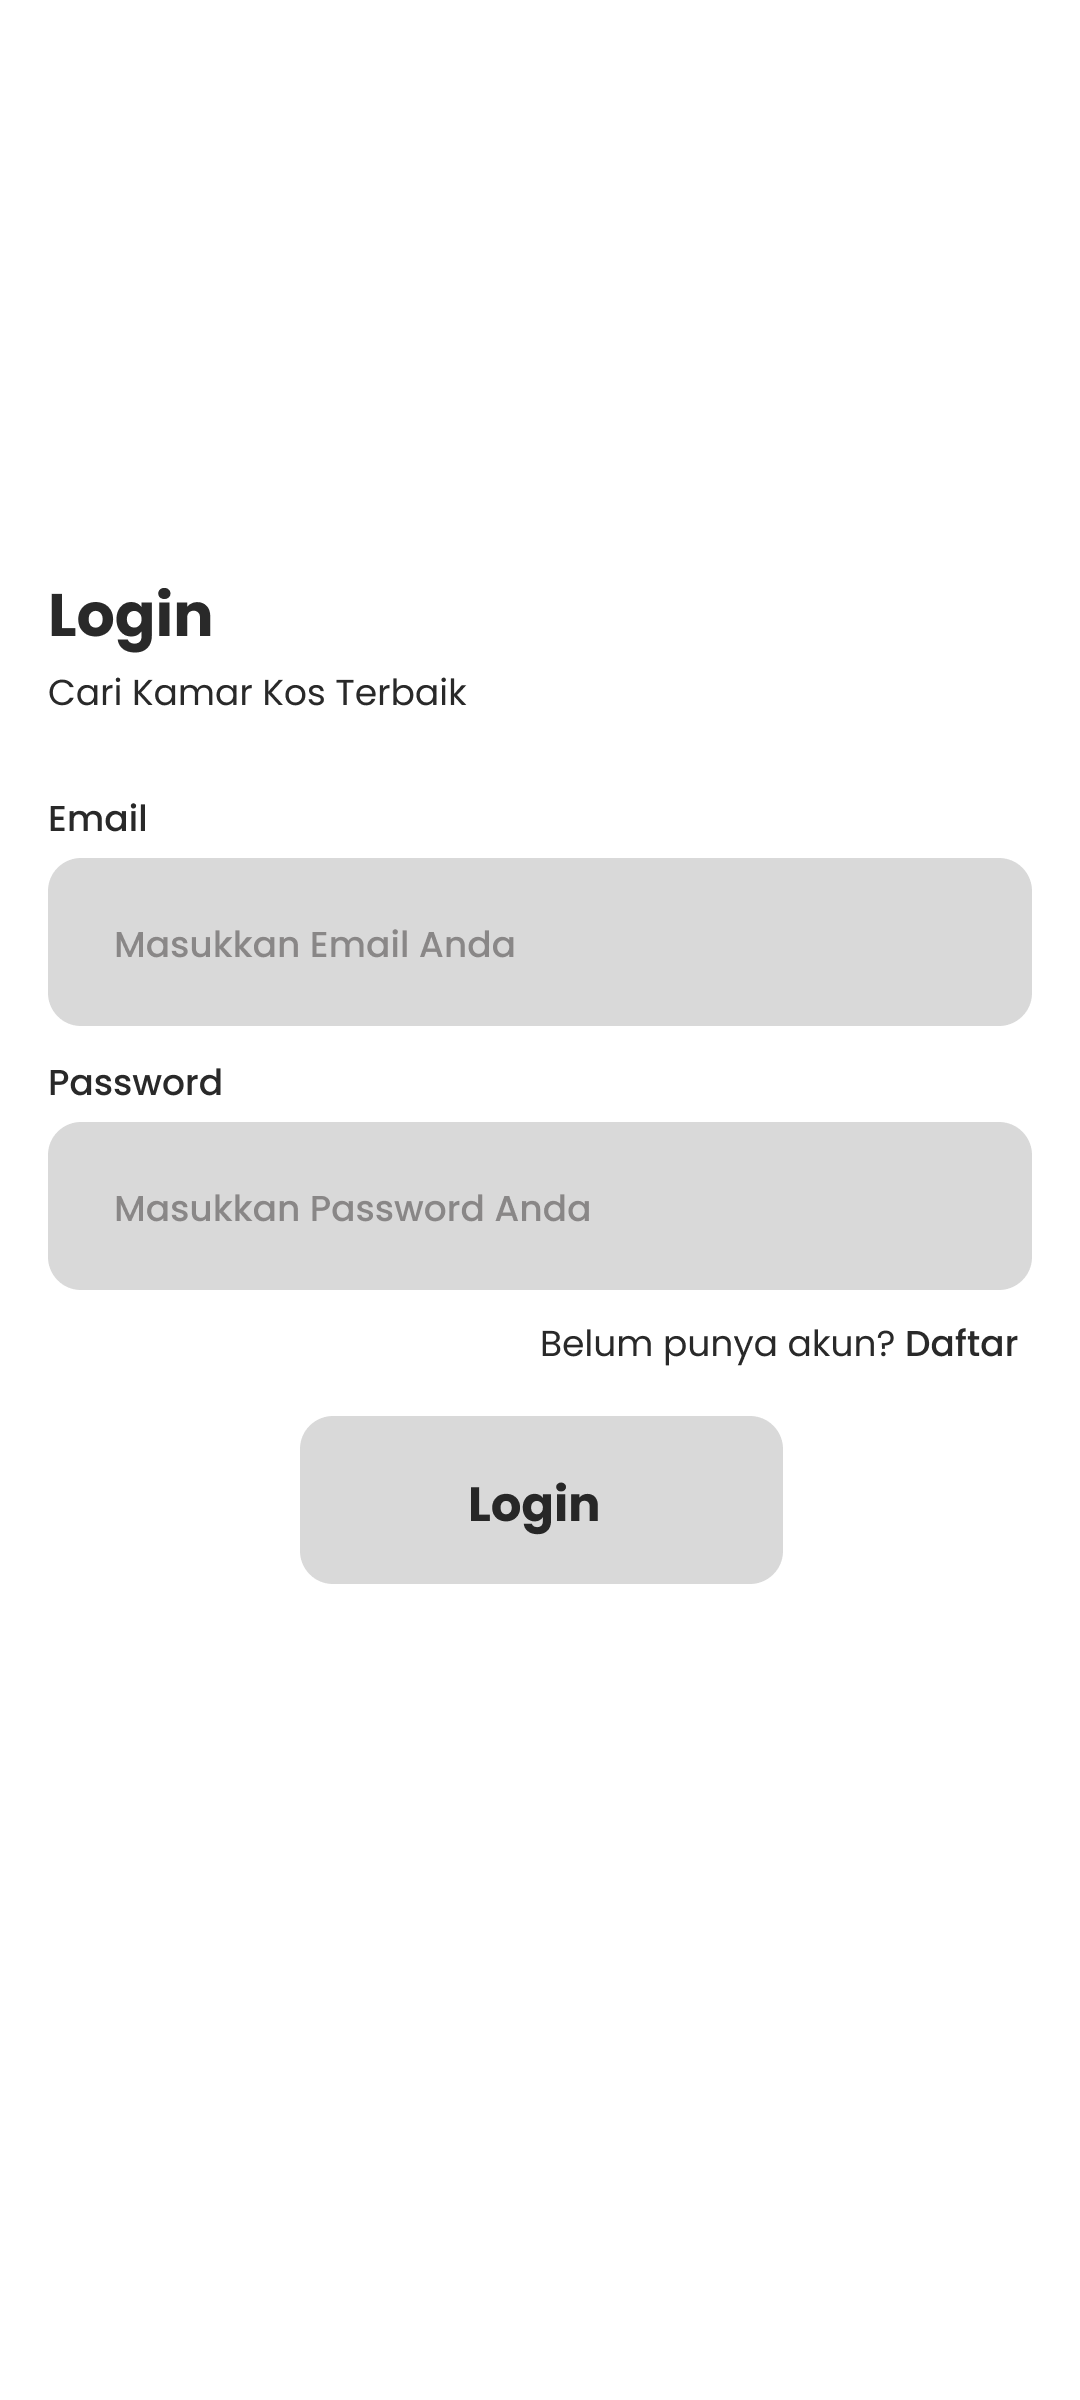 Login
Cari Kamar Kos Terbaik
Email
Masukkan Email Anda
Password
Masukkan Password Anda
Belum punya akun? Daftar
Login